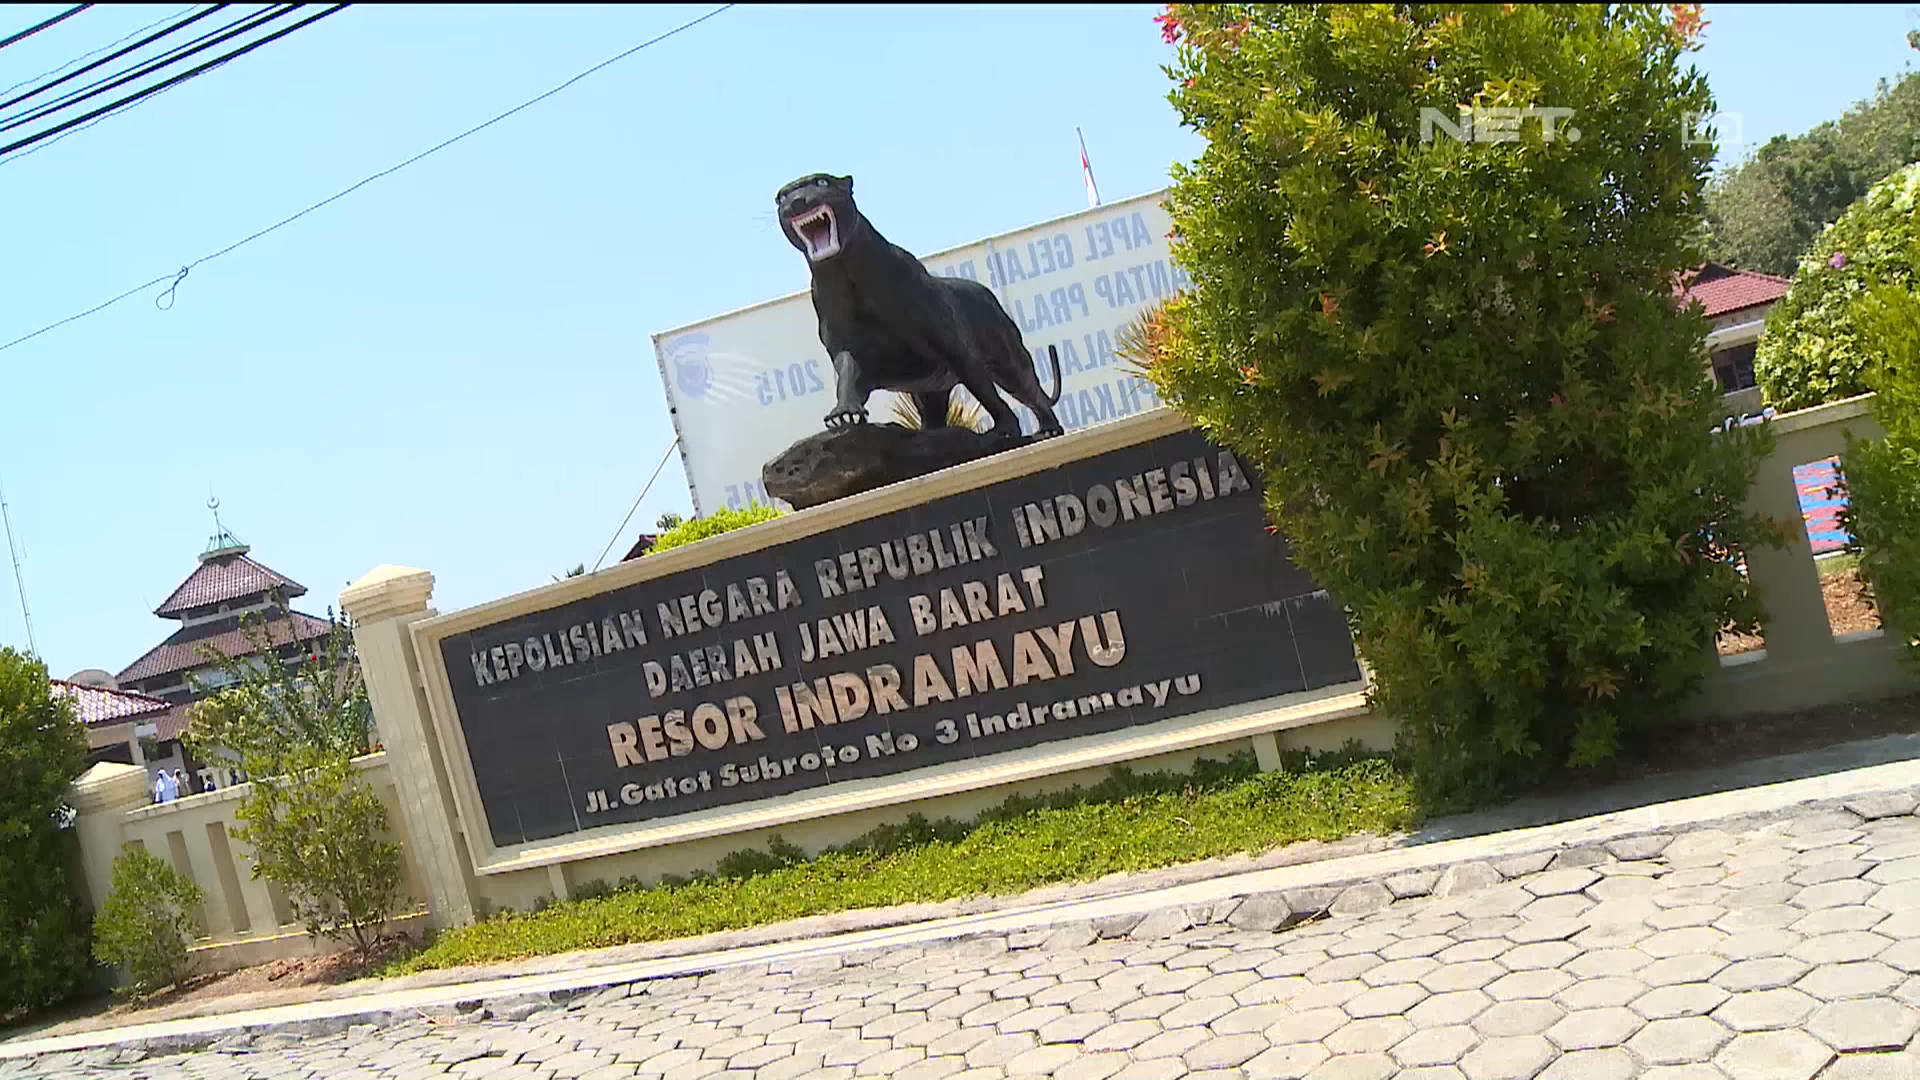 NET.
KEPOLISIAN NEGARA REPUBLIK INDONESIA
DAERAH JAWA BARAT
RESOR INDRAMAYU
Jl.Gatot Subroto No 3 Indramayu
APEL GELAR
2015
2015